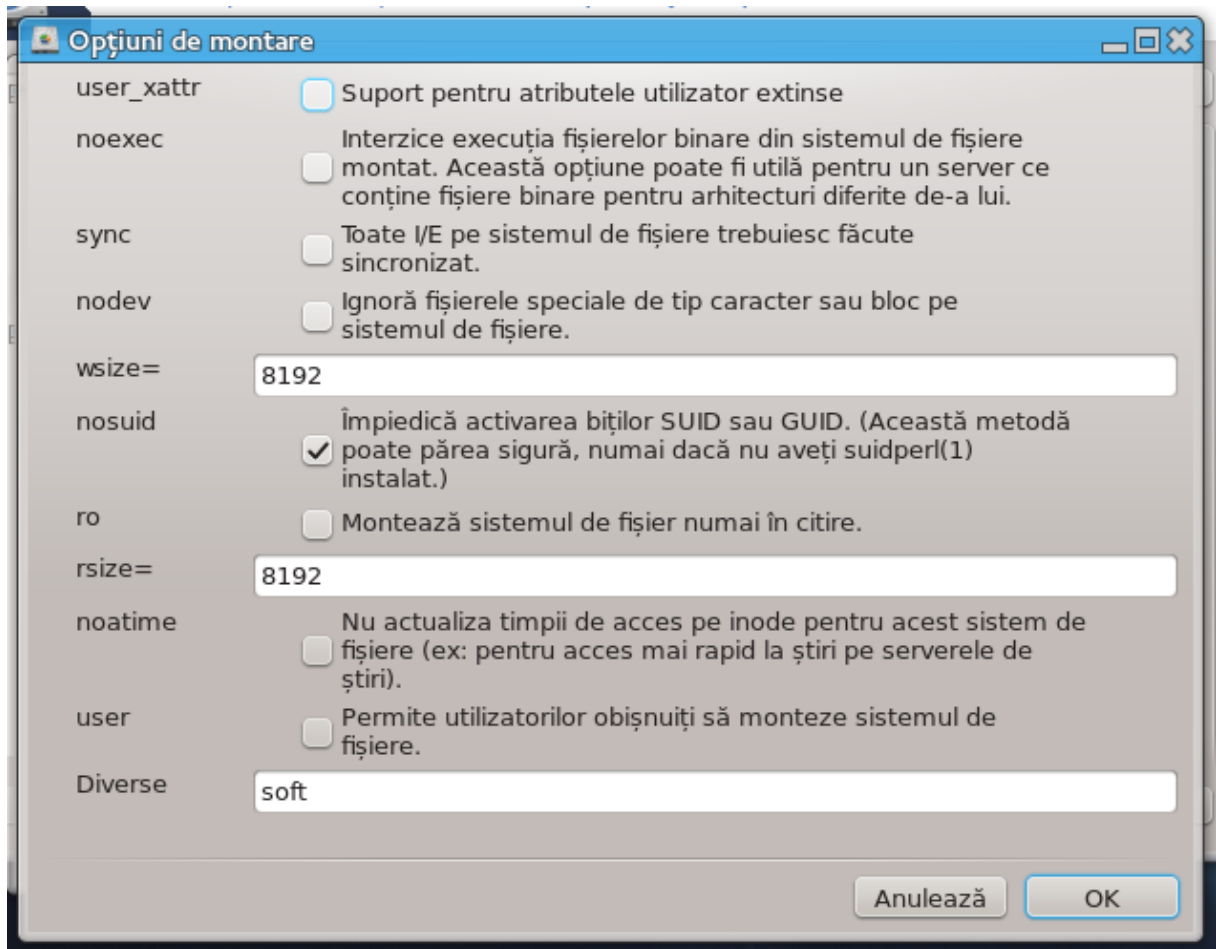 Opțiuni de montare
user_xattr
Suport pentru atributele utilizator extinse
noexec
Interzice execuția fișierelor binare din sistemul de fișiere
montat. Această opțiune poate fi utilă pentru un server ce
conține fișiere binare pentru arhitecturi diferite de-a lui.
sync
Toate I/E pe sistemul de fișiere trebuiesc făcute
sincronizat.
nodev
Ignoră fișierele speciale de tip caracter sau bloc pe
sistemul de fișiere.
wsize=
8192
nosuid
Împiedică activarea biților SUID sau GUID. (Această metodă
poate părea sigură, numai dacă nu aveți suidperl(1)
instalat.)
ro
Montează sistemul de fișier numai în citire.
rsize=
8192
noatime
Nu actualiza timpii de acces pe inode pentru acest sistem de
fișiere (ex: pentru acces mai rapid la știri pe serverele de
știri).
user
Permite utilizatorilor obișnuiți să monteze sistemul de
fișiere.
Diverse
soft
Anulează
OK